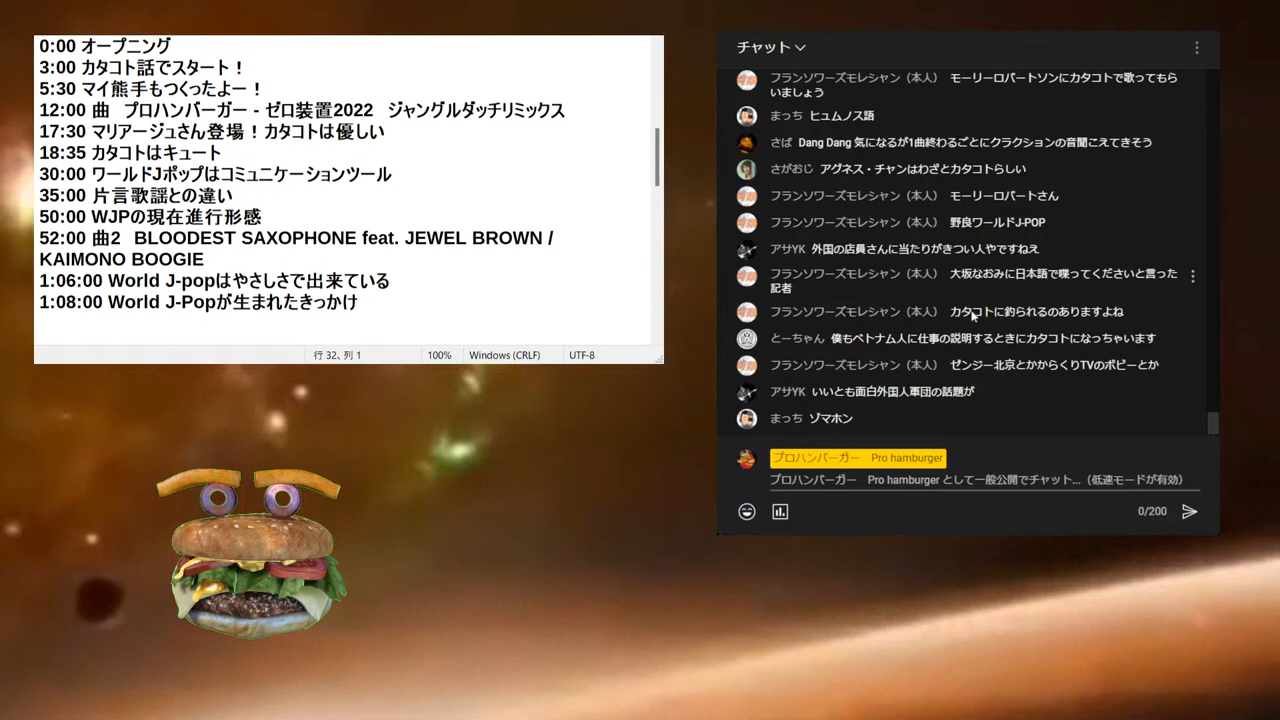 0:00 オープニング
3:00 カタコト話でスタート！
5:30 マイ熊手もつくったよー！
12:00 曲　プロハンバーガー - ゼロ装置2022　ジャングルダッチリミックス
17:30 マリアージュさん登場！カタコトは優しい
18:35 カタコトはキュート
30:00 ワールドJポップはコミュニケーションツール
35:00 片言歌謡との違い
50:00 WJPの現在進行形感
52:00 曲2　BLOODEST SAXOPHONE feat. JEWEL BROWN /
KAIMONO BOOGIE
1:06:00 World J-popはやさしさで出来ている
1:08:00 World J-Popが生まれたきっかけ
行 32、列 1 100% Windows (CRLF) UTF-8
チャット
フランソワーズモレシャン（本人） モーリーロバートソンにカタコトで歌ってもら
いましょう
まっち ヒュムノス語
さば Dang Dang 気になるが1曲終わるごとにクラクションの音聞こえてきそう
さがおじ アグネス・チャンはわざとカタコトらしい
フランソワーズモレシャン（本人） モーリーロバートさん
フランソワーズモレシャン（本人） 野良ワールドJ-POP
アサYK 外国の店員さんに当たりがきつい人やですねえ
フランソワーズモレシャン（本人） 大坂なおみに日本語で喋ってくださいと言った
記者
フランソワーズモレシャン（本人） カタコトに釣られるのありますよね
とーちゃん 僕もベトナム人に仕事の説明するときにカタコトになっちゃいます
フランソワーズモレシャン（本人） ゼンジー北京とかからくりTVのボビーとか
アサYK いいとも面白外国人軍団の話題が
まっち ゾマホン
プロハンバーガー　Pro hamburger
プロハンバーガー　Pro hamburger として一般公開でチャット...（低速モードが有効）
0/200